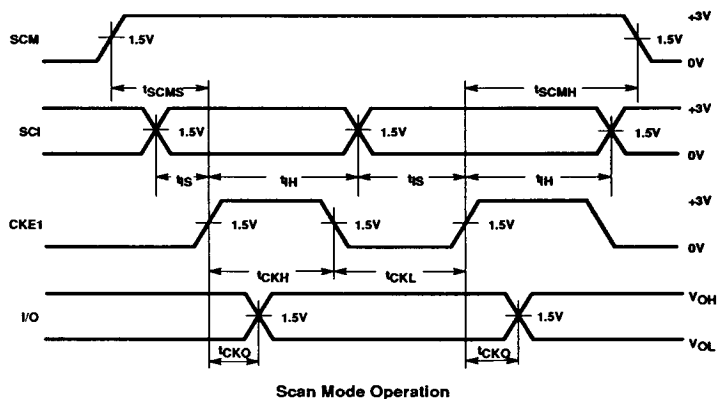 +3V
SCM
1.5V
1.5V
0V
tSCMS
tSCMH
+3V
SCI
1.5V
1.5V
1.5V
0V
tIS
tIH
tIS
tIH
+3V
CKE1
1.5V
1.5V
1.5V
0V
tCKH
tCKL
VOH
I/O
1.5V
1.5V
VOL
tCKO
tCKO
Scan Mode Operation